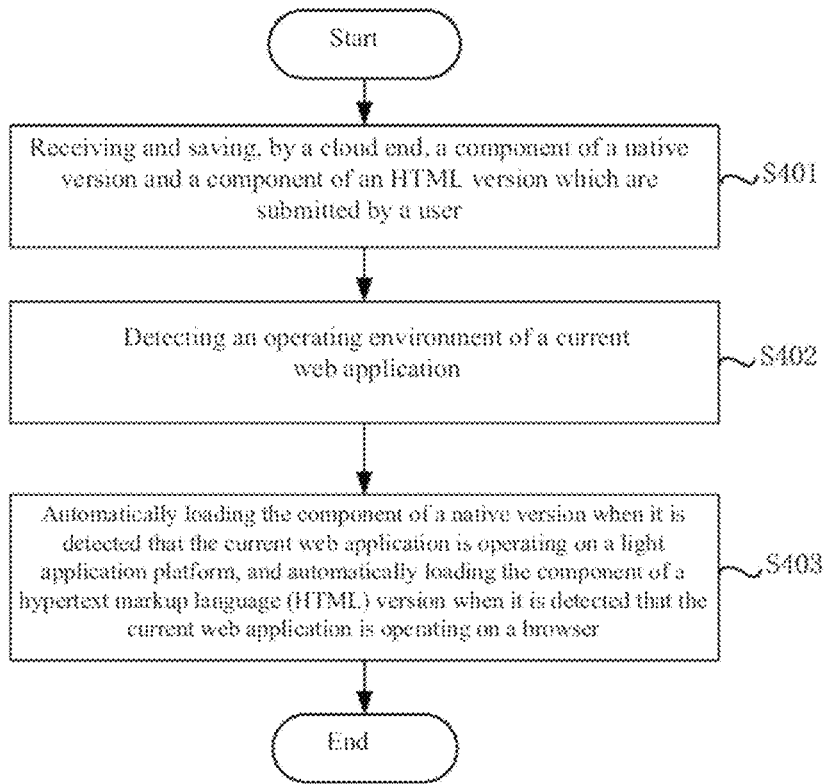 Start
Receiving and saving, by a cloud end, a component of a native
version and a component of an HTML version which are
submitted by a user
S401
Detecting an operating environment of a current
web application
S402
Automatically loading the component of a native version when it is
detected that the current web application is operating on a light
application platform, and automatically loading the component of a
hypertext markup language (HTML) version when it is detected that the
current web application is operating on a browser
S403
End